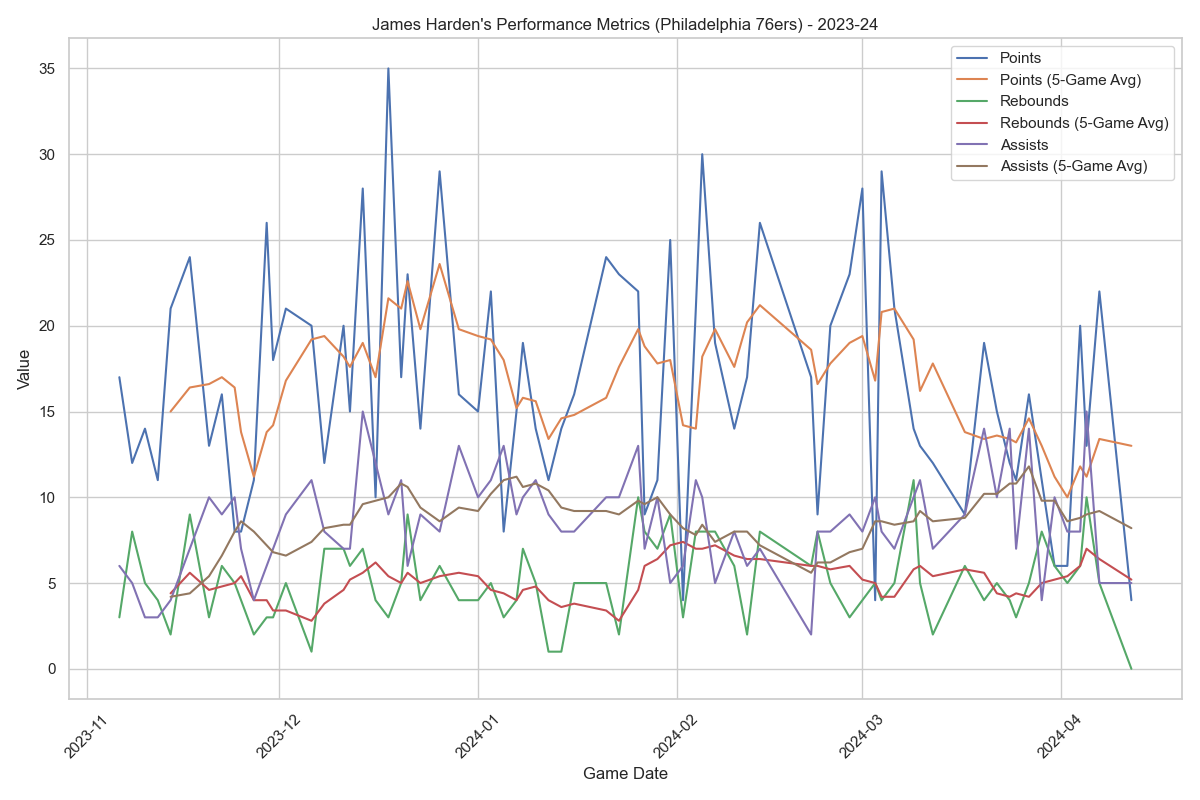 James Harden's Performance Metrics (Philadelphia 76ers) - 2023-24
Points
Points (5-Game Avg)
Rebounds
Rebounds (5-Game Avg)
Assists
Assists (5-Game Avg)
Value
35
30
25
20
15
10
5
0
2023-11
2023-12
2024-01
2024-02
2024-03
2024-04
Game Date